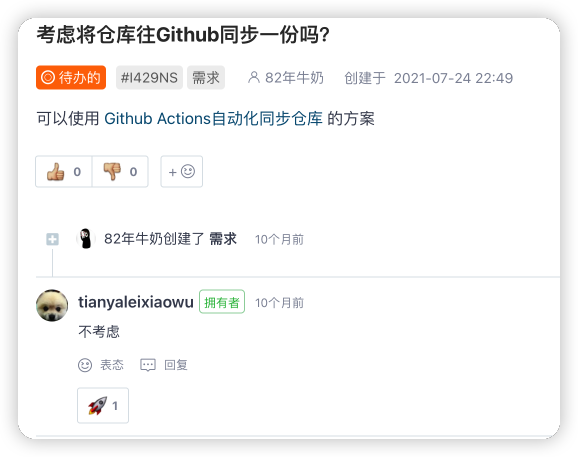 考虑将仓库往Github同步一份吗？
待办的 #I429NS 需求 82年牛奶 创建于 2021-07-24 22:49
可以使用 Github Actions自动化同步仓库 的方案
0 0 +
82年牛奶创建了 需求 10个月前
tianyaleixiaowu 拥有者 10个月前
不考虑
表态 回复
1